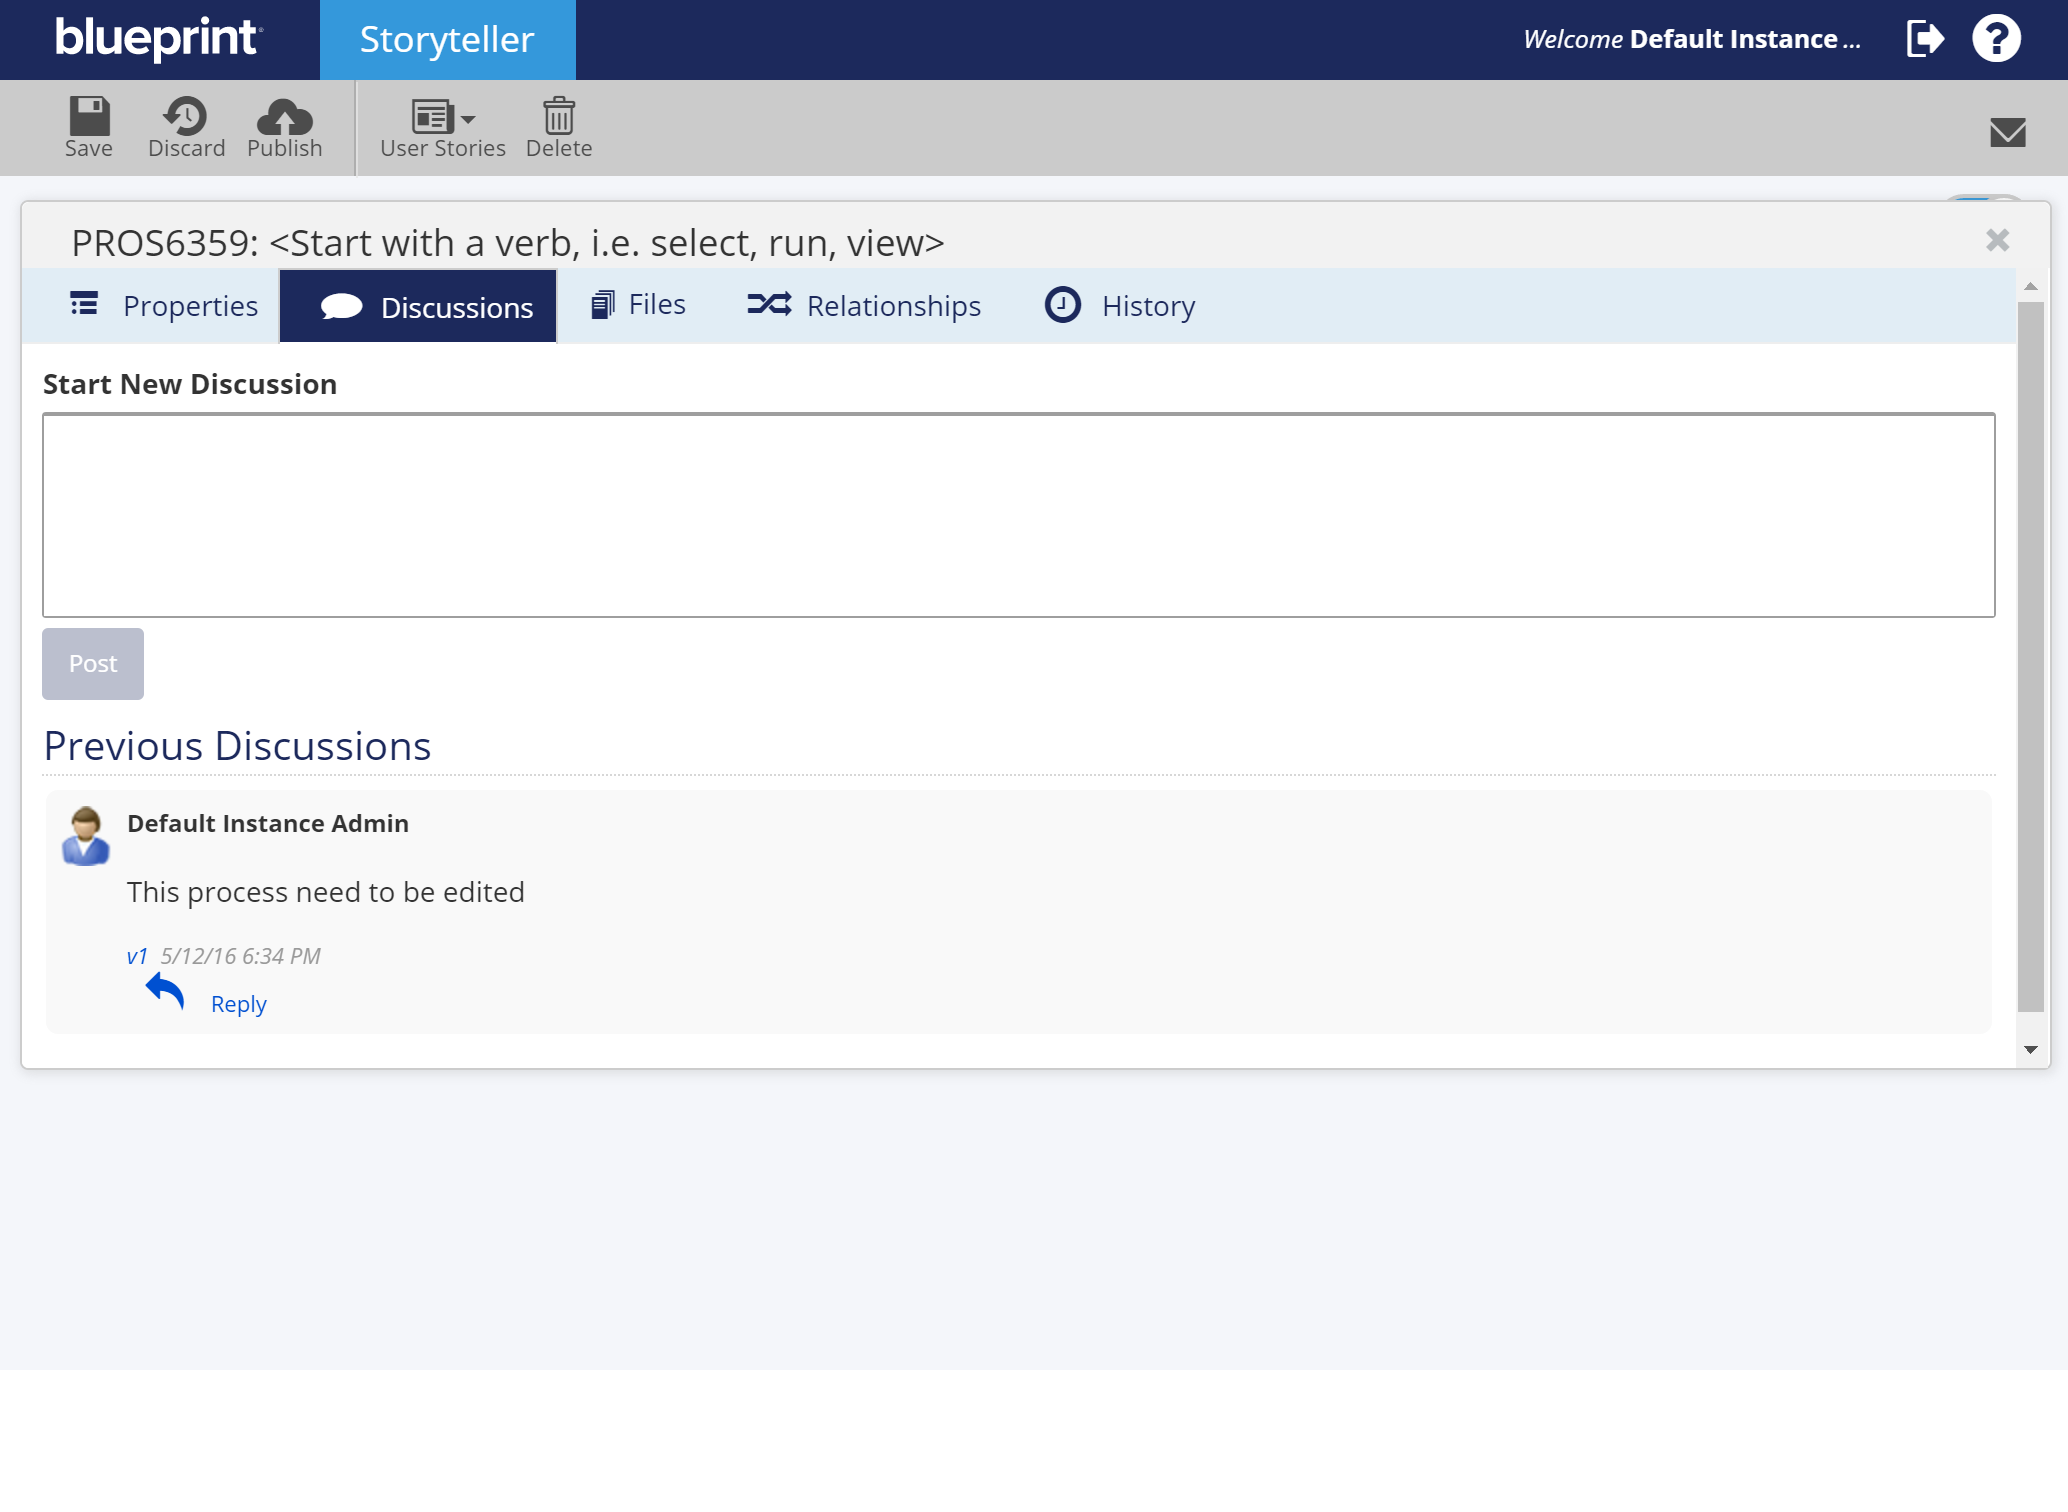 blueprint Storyteller Welcome Default Instance ...
Save Discard Publish User Stories Delete
PROS6359: <Start with a verb, i.e. select, run, view>
Properties Discussions Files Relationships History
Start New Discussion
Post
Previous Discussions
Default Instance Admin
This process need to be edited
v1 5/12/16 6:34 PM
Reply